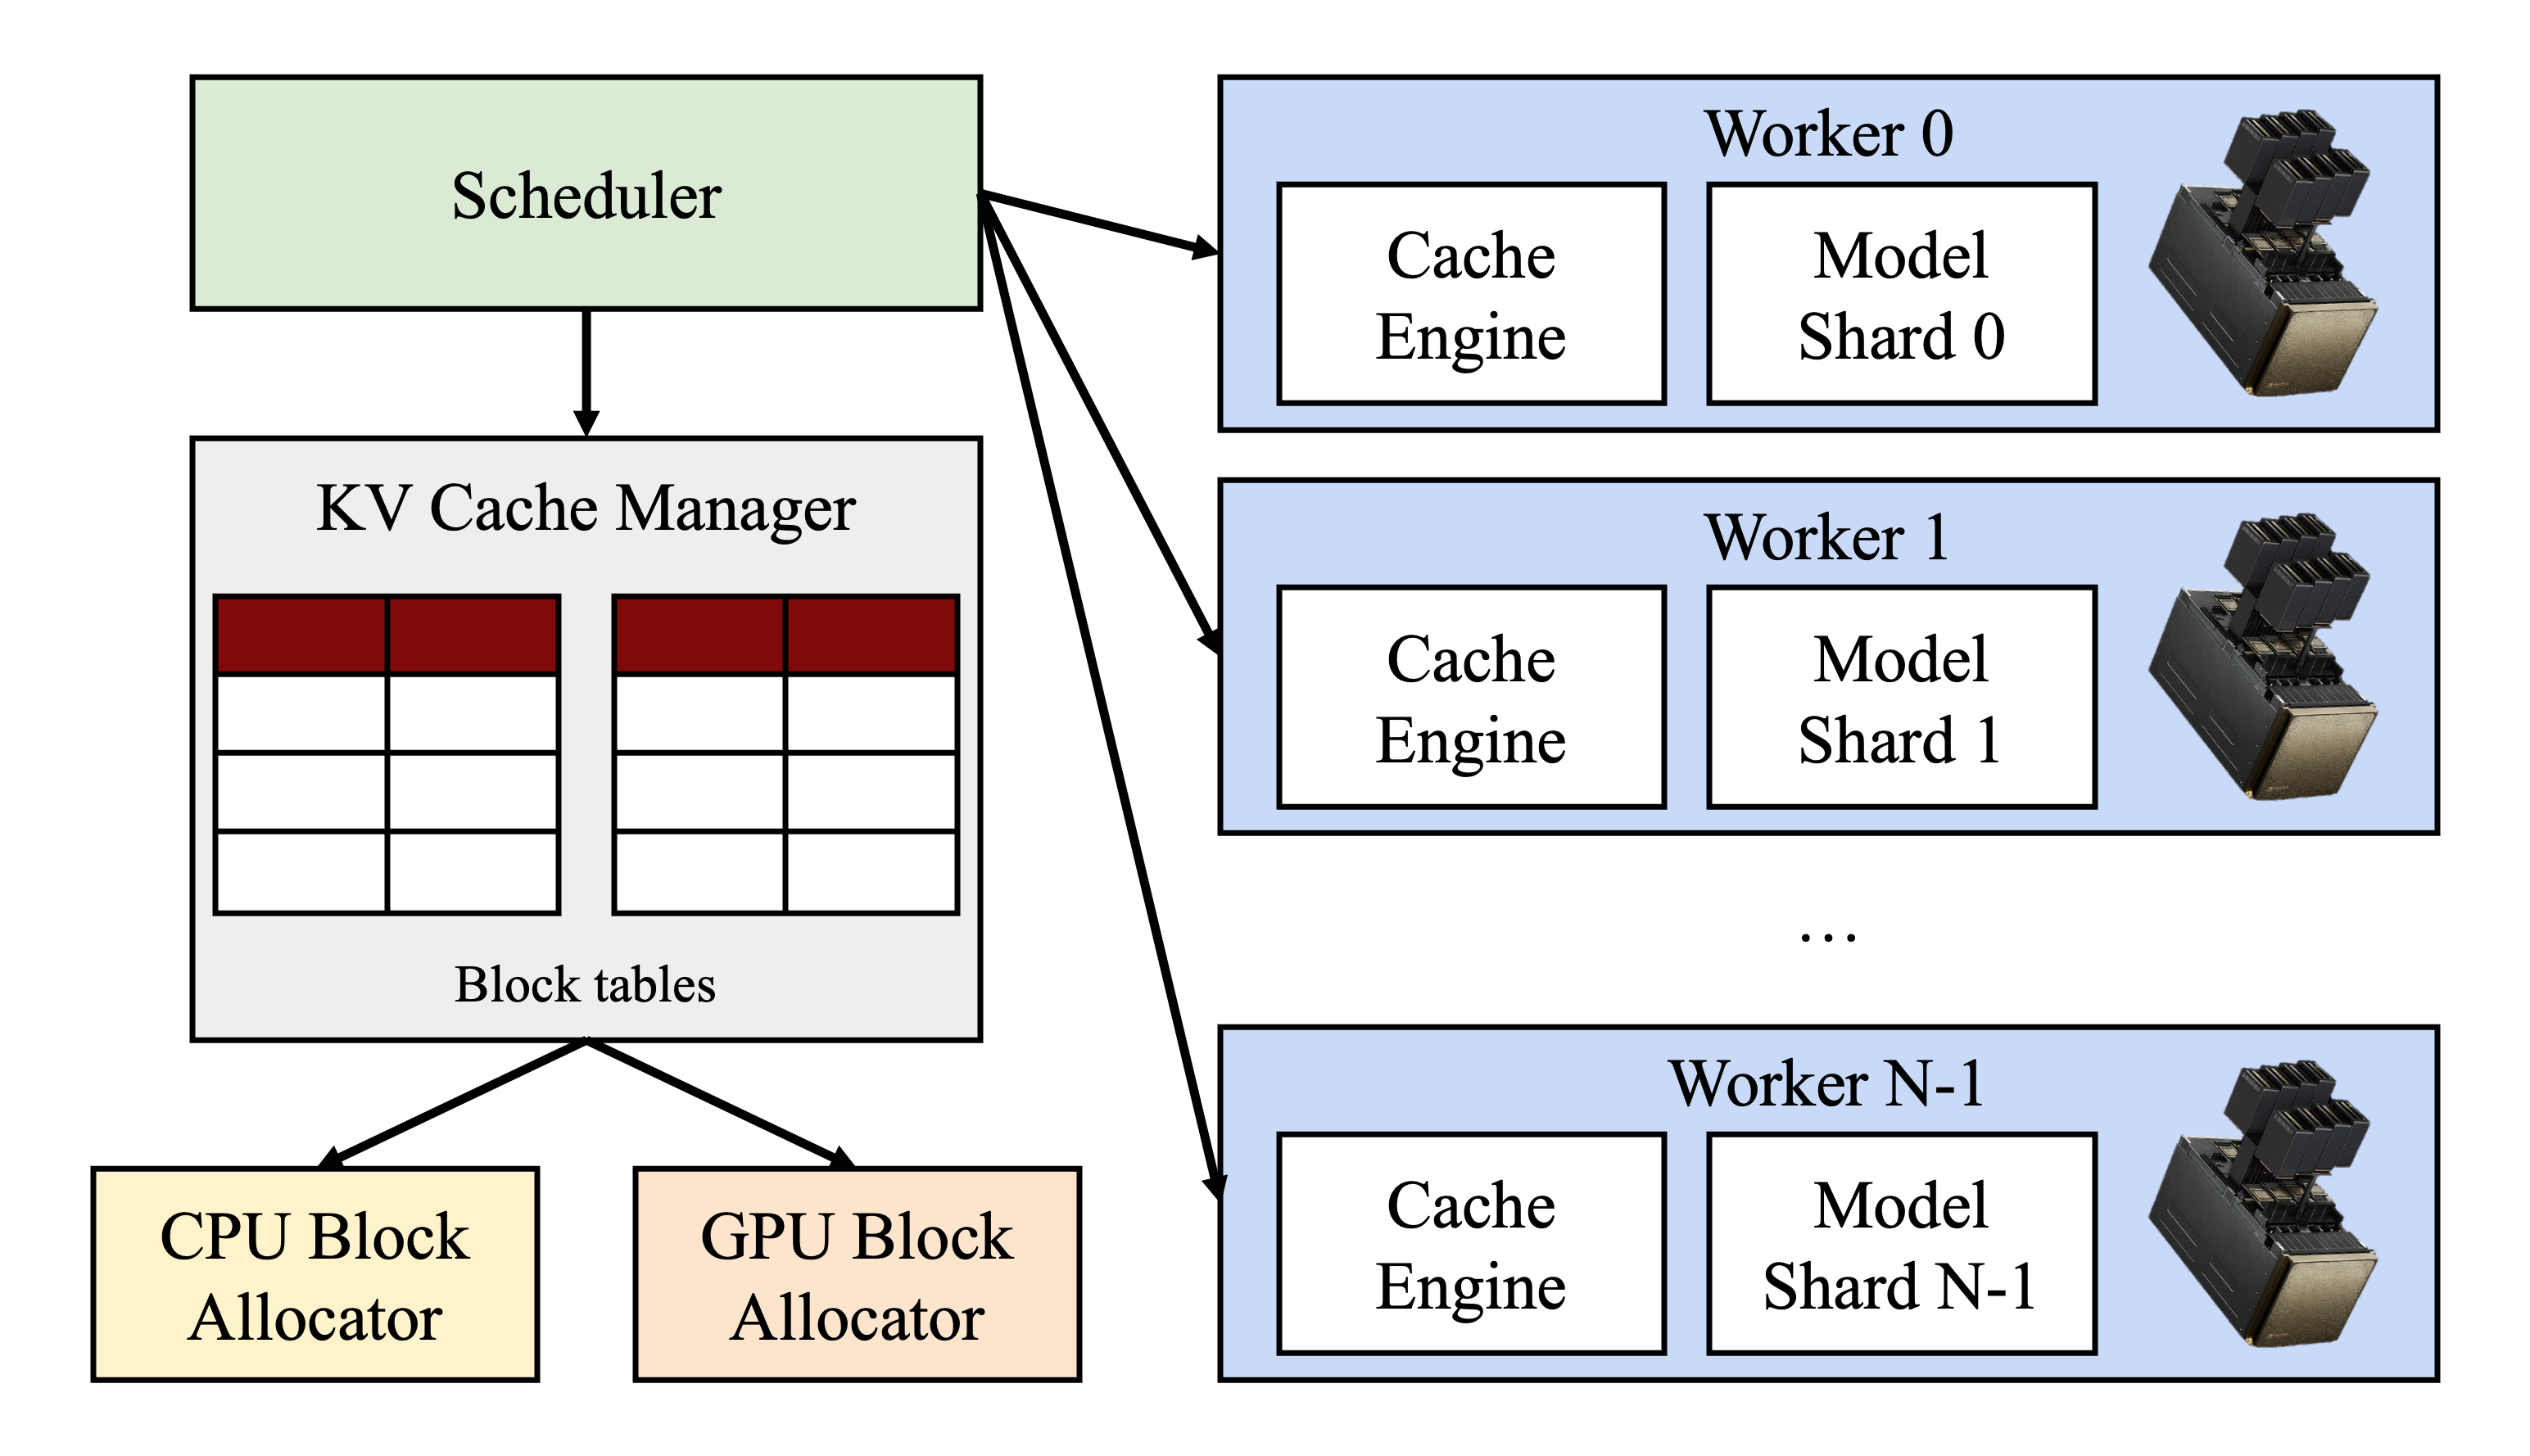 Scheduler
KV Cache Manager
Block tables
CPU Block
Allocator
GPU Block
Allocator
Worker 0
Cache
Engine
Model
Shard 0
Worker 1
Cache
Engine
Model
Shard 1
...
Worker N-1
Cache
Engine
Model
Shard N-1